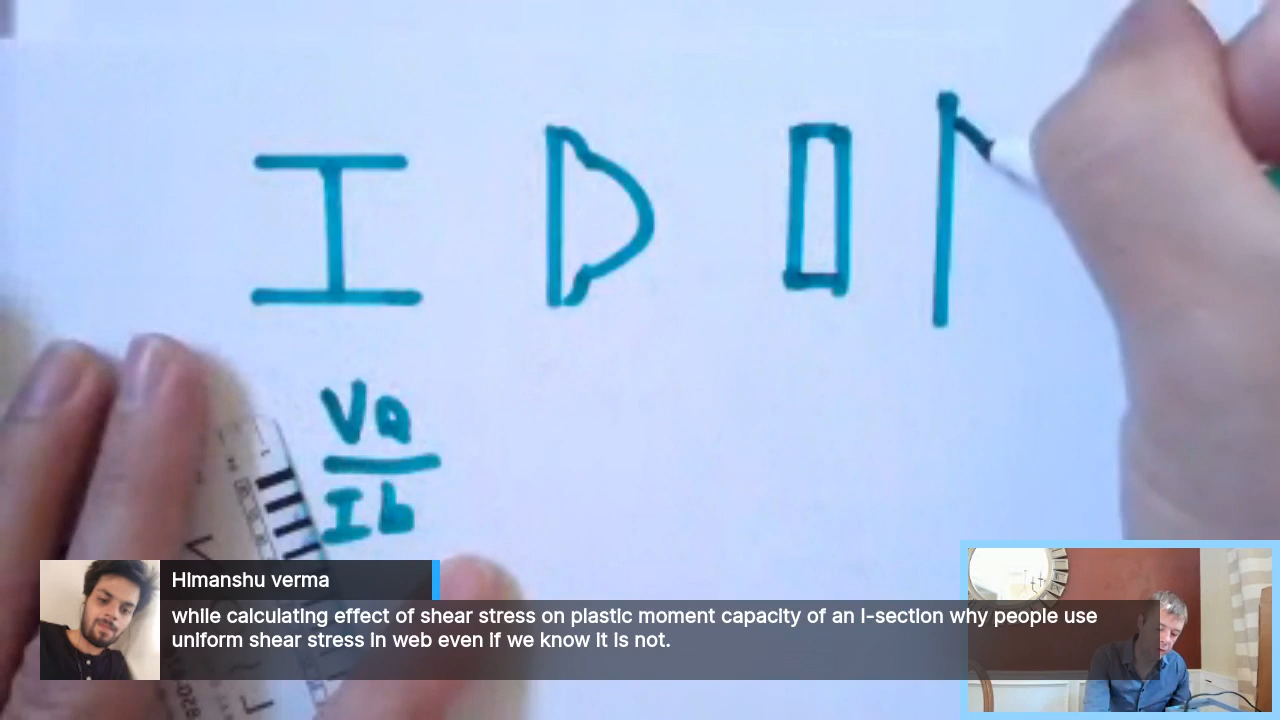 I
VQ
Ib
Himanshu verma
while calculating effect of shear stress on plastic moment capacity of an I-section why people use
uniform shear stress in web even if we know it is not.